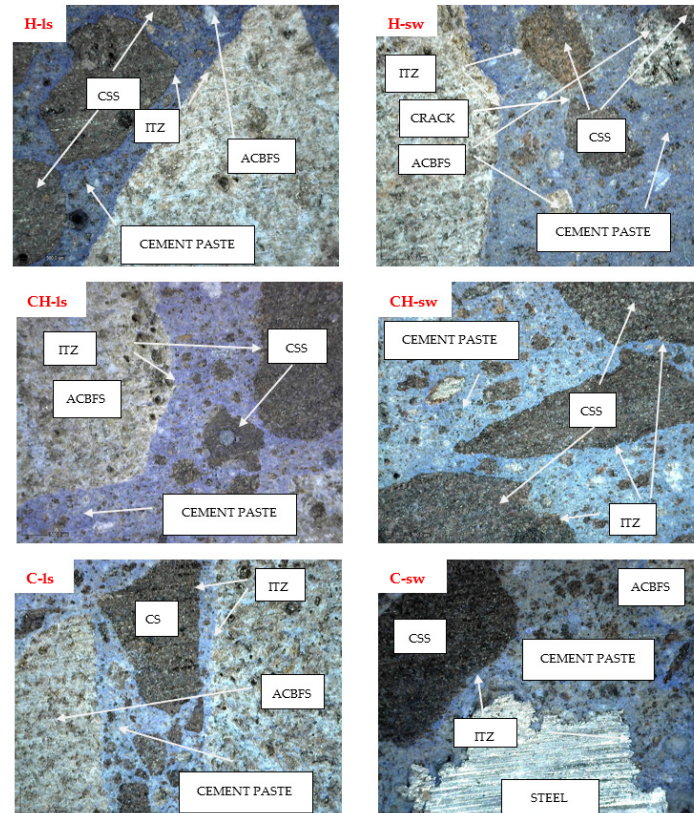 H-ls
CSS
ITZ
ACBFS
CEMENT PASTE
H-sw
ITZ
CRACK
ACBFS
CSS
CEMENT PASTE
CH-ls
ITZ
ACBFS
CSS
CEMENT PASTE
CH-sw
CEMENT PASTE
CSS
ITZ
C-ls
CS
ITZ
ACBFS
CEMENT PASTE
C-sw
CSS
ACBFS
CEMENT PASTE
ITZ
STEEL